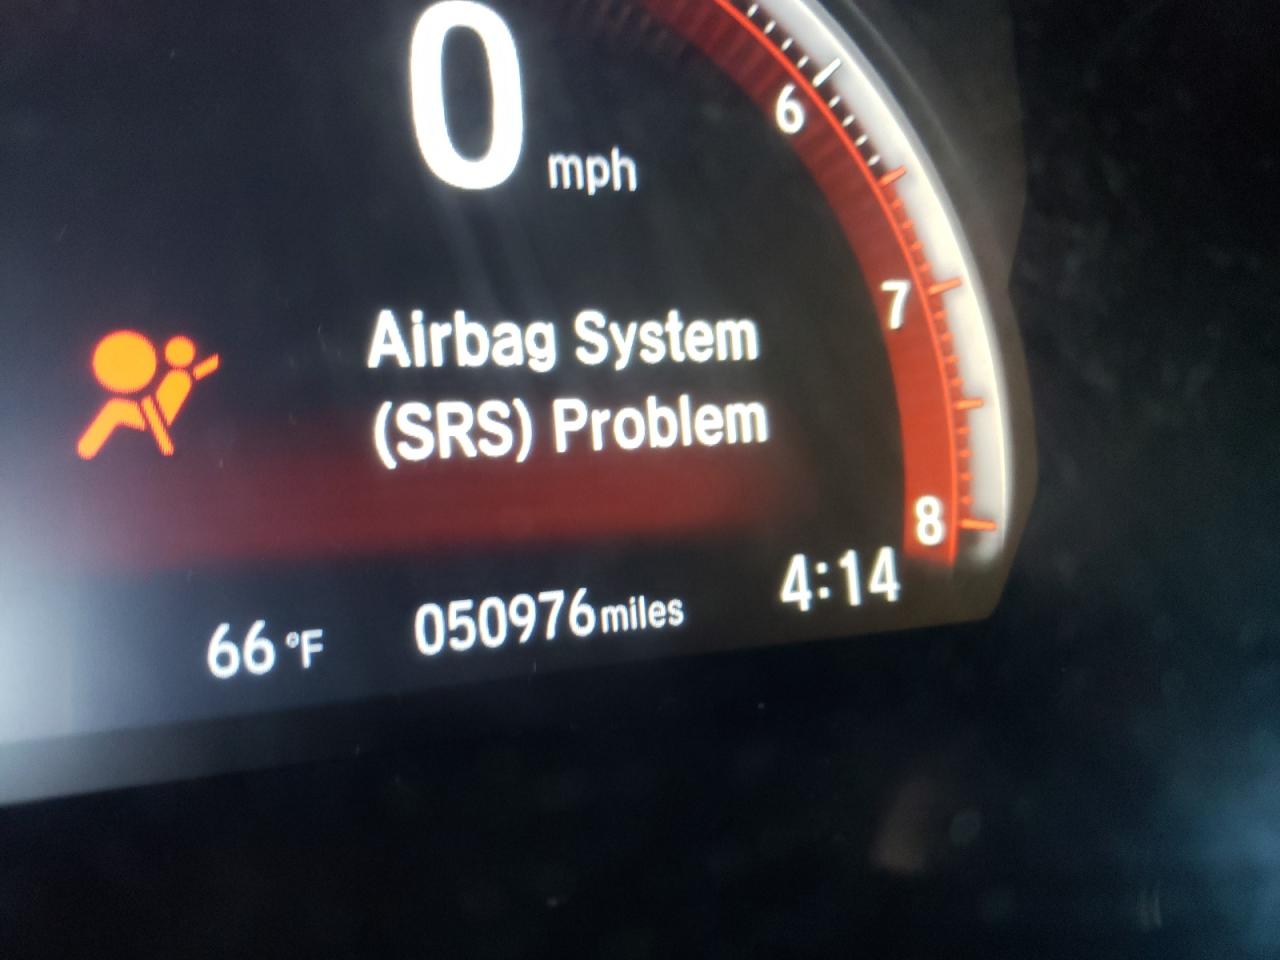 0 mph
6
7
Airbag System
(SRS) Problem
8
66 °F 050976 miles 4:14